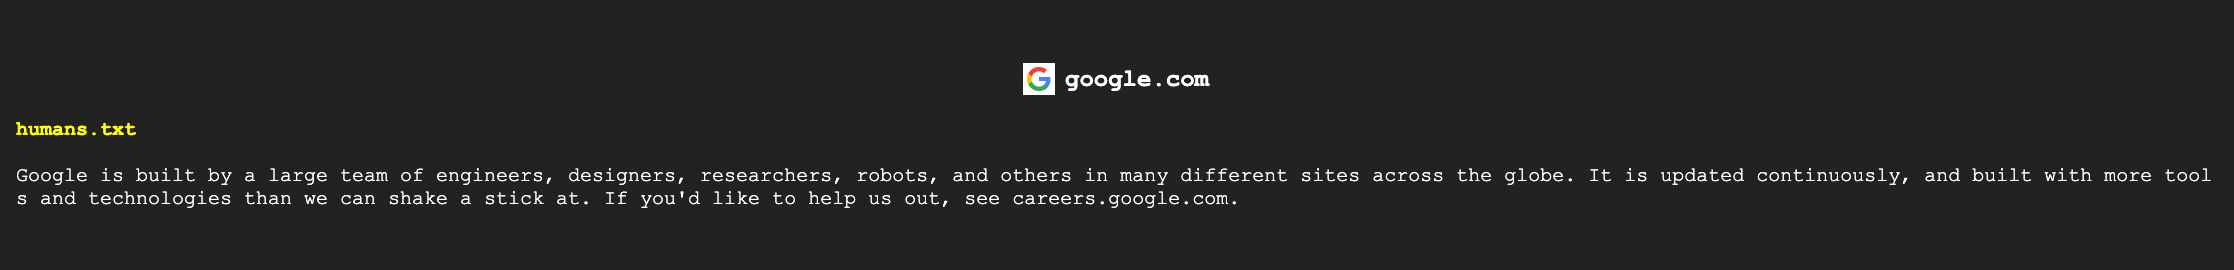 google.com
humans.txt
Google is built by a large team of engineers, designers, researchers, robots, and others in many different sites across the globe. It is updated continuously, and built with more tool
s and technologies than we can shake a stick at. If you'd like to help us out, see careers.google.com.